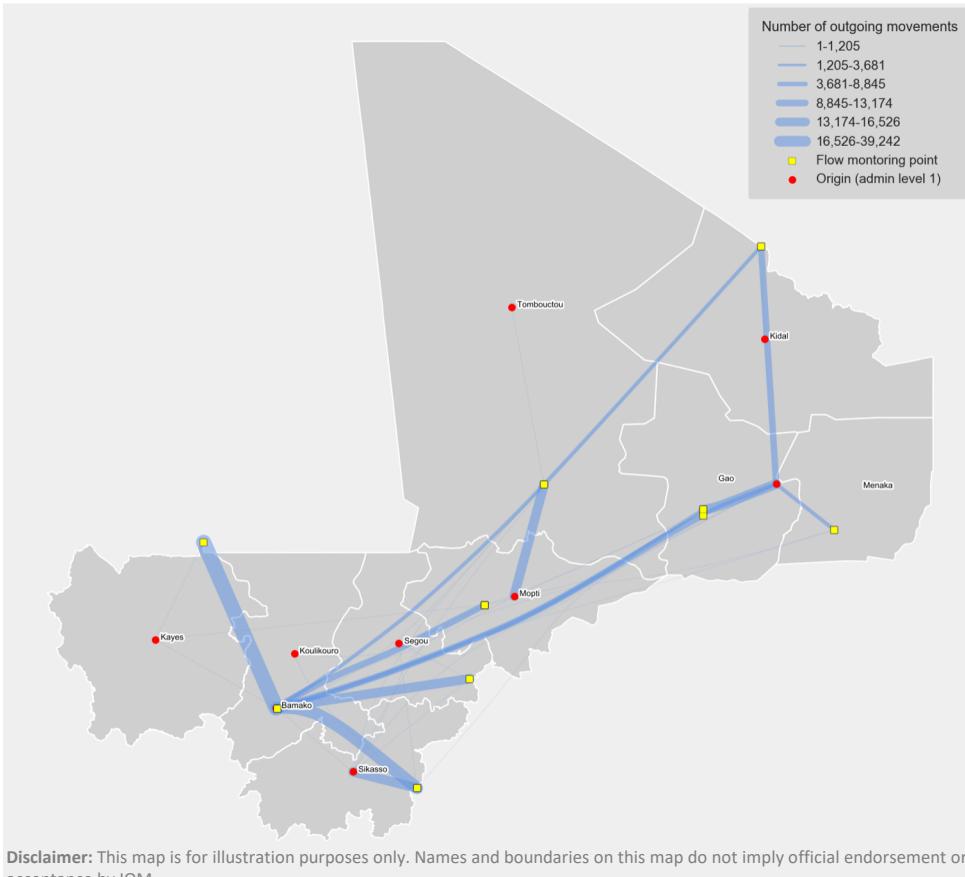 Number of outgoing movements
1-1,205
1,205-3,681
3,681-8,845
8,845-13,174
13,174-16,526
16,526-39,242
Flow montoring point
Origin (admin level 1)
Tombouctou
Kidal
Gao
Menaka
Mopti
Kayes
Segou
Koulikouro
Bamako
Sikasso
Disclaimer: This map is for illustration purposes only. Names and boundaries on this map do not imply official endorsement or
acceptance by IOM